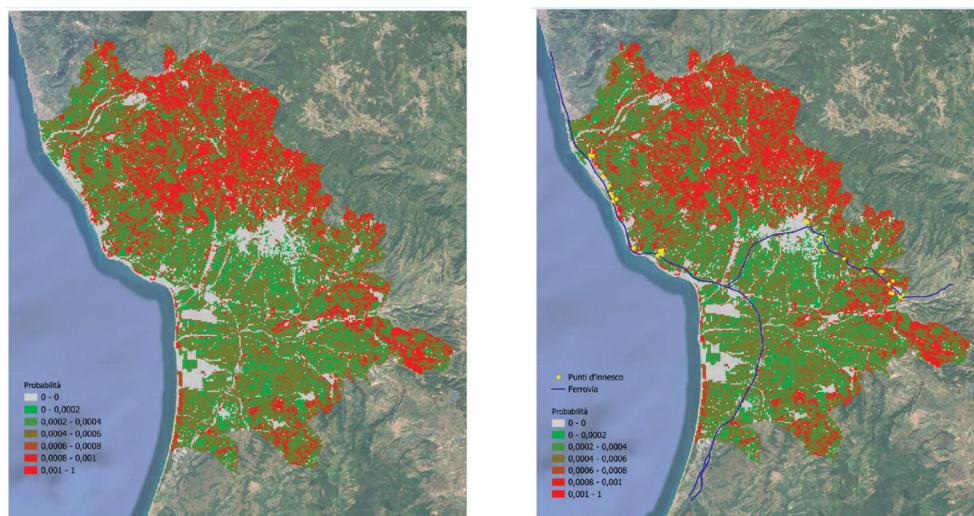 Probabilità
0 - 0
0 - 0,0002
0,0002 - 0,0004
0,0004 - 0,0006
0,0006 - 0,0008
0,0008 - 0,001
0,001 - 1
Punti d'innesco
Ferrovia
Probabilità
0 - 0
0 - 0,0002
0,0002 - 0,0004
0,0004 - 0,0006
0,0006 - 0,0008
0,0008 - 0,001
0,001 - 1